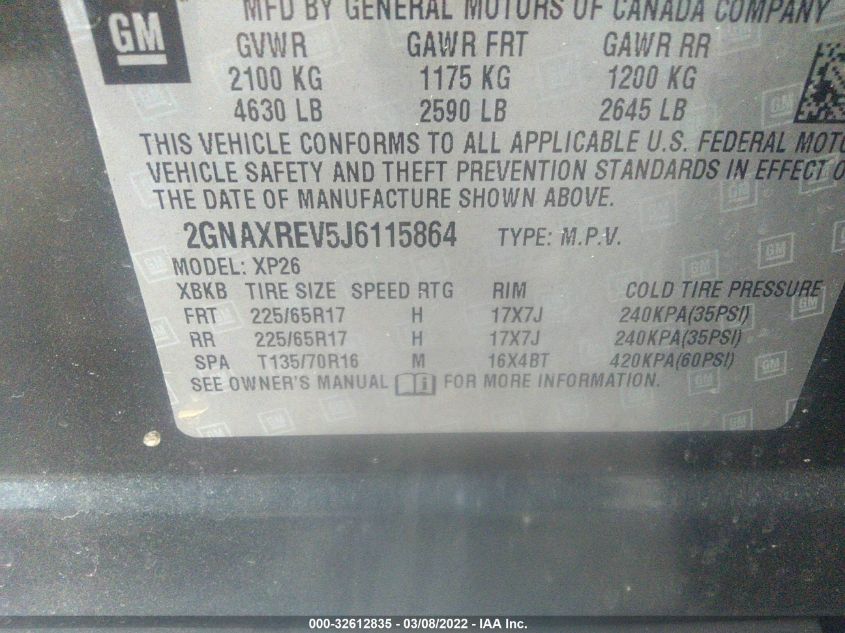 MFD BY GENERAL MOTORS OF CANADA COMPANY
GM
GVWR GAWR FRT GAWR RR
2100 KG 1175 KG 1200 KG
4630 LB 2590 LB 2645 LB
THIS VEHICLE CONFORMS TO ALL APPLICABLE U.S. FEDERAL MOTO
VEHICLE SAFETY AND THEFT PREVENTION STANDARDS IN EFFECT O
THE DATE OF MANUFACTURE SHOWN ABOVE.
2GNAXREV5J6115864 TYPE: M.P.V.
MODEL: XP26
XBKB TIRE SIZE SPEED RTG RIM COLD TIRE PRESSURE
FRT 225/65R17 H 17X7J 240KPA(35PSI)
RR 225/65R17 H 17X7J 240KPA(35PSI)
SPA T135/70R16 M 16X4BT 420KPA(60PSI)
SEE OWNER'S MANUAL i FOR MORE INFORMATION.
000-32612835 - 03/08/2022 - IAA Inc.